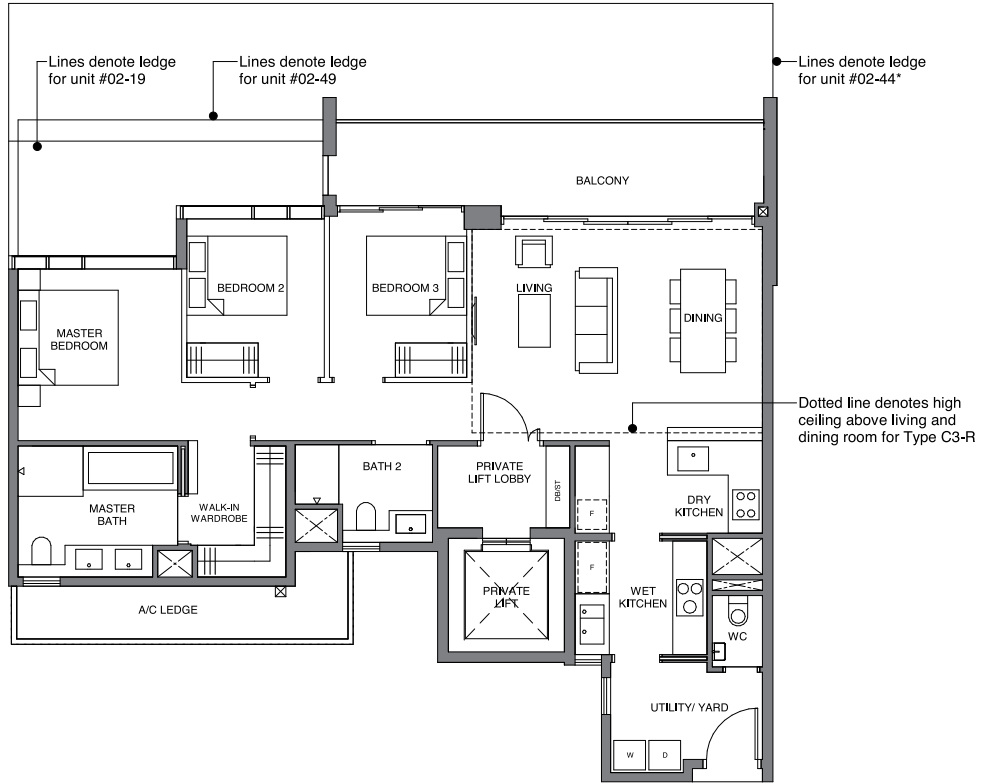 Lines denote ledge
for unit #02-19
Lines denote ledge
for unit #02-49
Lines denote ledge
for unit #02-44*
BALCONY
BEDROOM 2
BEDROOM 3
LIVING
DINING
MASTER
BEDROOM
Dotted line denotes high
ceiling above living and
dining room for Type C3-R
BATH 2
PRIVATE
LIFT LOBBY
DB/ST
MASTER
BATH
WALK-IN
WARDROBE
F
DRY
KITCHEN
F
PRIVATE
LIFT
WET
KITCHEN
A/C LEDGE
WC
UTILITY/ YARD
W
D